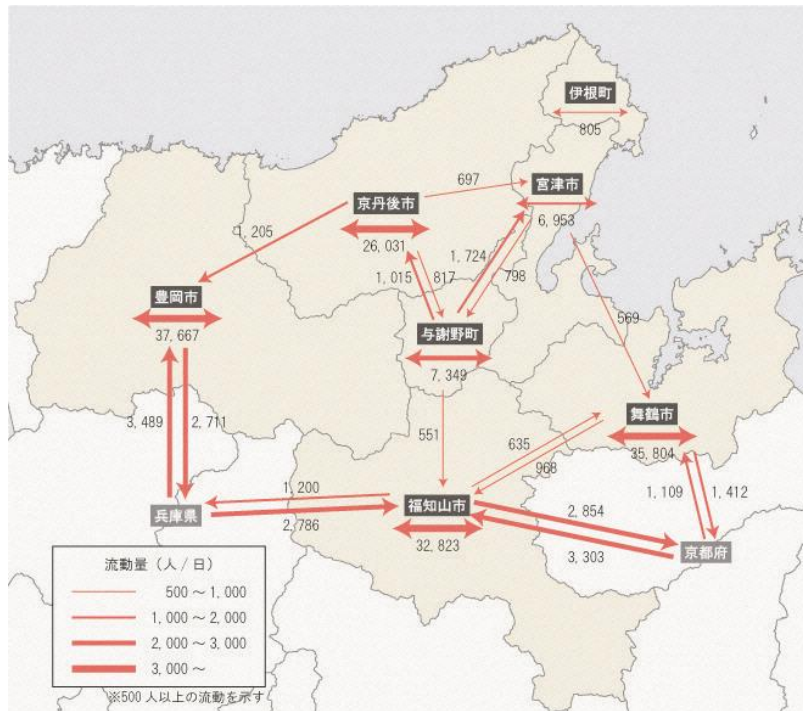 伊根町
805
697
宮津市
京丹後市
6,953
1,205
26,031
1,724
1,015
817
798
豊岡市
569
与謝野町
37,667
7,349
舞鶴市
3,489
2,711
551
635
35,804
968
1,200
1,109
1,412
福知山市
兵庫県
2,854
2,786
32,823
3,303
京都府
流動量（人/日）
500～1,000
1,000～2,000
2,000～3,000
3,000～
※500人以上の流動を示す